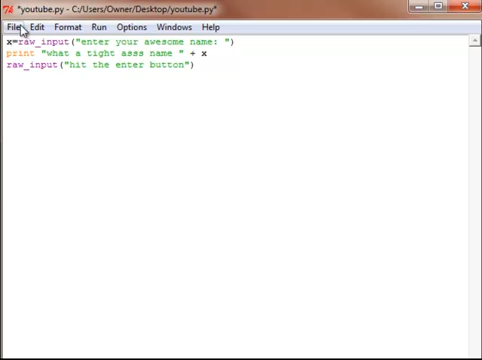 *youtube.py - C:/Users/Owner/Desktop/youtube.py*
File Edit Format Run Options Windows Help
x=raw_input("enter your awesome name: ")
print "what a tight asss name " + x
raw_input("hit the enter button")